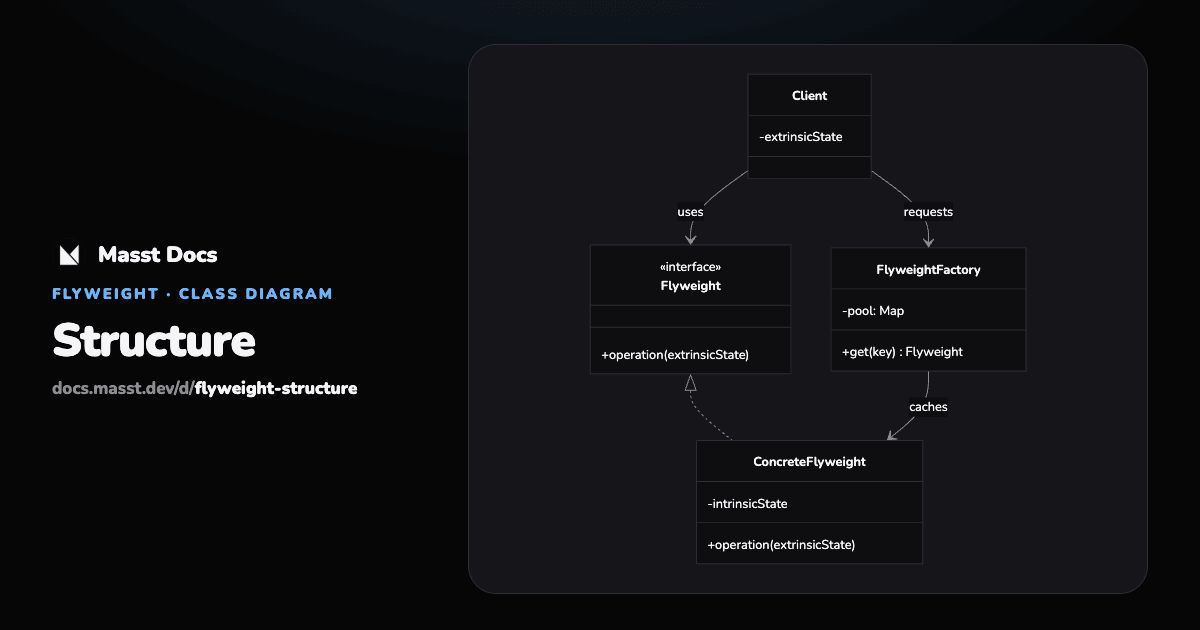 Masst Docs
FLYWEIGHT · CLASS DIAGRAM
Structure
docs.masst.dev/d/flyweight-structure
Client
-extrinsicState
uses
requests
«interface»
Flyweight
+operation(extrinsicState)
FlyweightFactory
-pool: Map
+get(key) : Flyweight
caches
ConcreteFlyweight
-intrinsicState
+operation(extrinsicState)